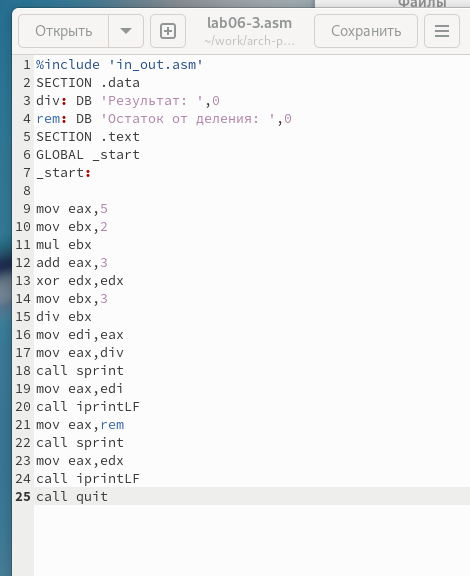 Файлы
Открыть
lab06-3.asm
~/work/arch-p...
Сохранить
1 %include 'in_out.asm'
2 SECTION .data
3 div: DB 'Результат: ',0
4 rem: DB 'Остаток от деления: ',0
5 SECTION .text
6 GLOBAL _start
7 _start:
8
9 mov eax,5
10 mov ebx,2
11 mul ebx
12 add eax,3
13 xor edx,edx
14 mov ebx,3
15 div ebx
16 mov edi,eax
17 mov eax,div
18 call sprint
19 mov eax,edi
20 call iprintLF
21 mov eax,rem
22 call sprint
23 mov eax,edx
24 call iprintLF
25 call quit